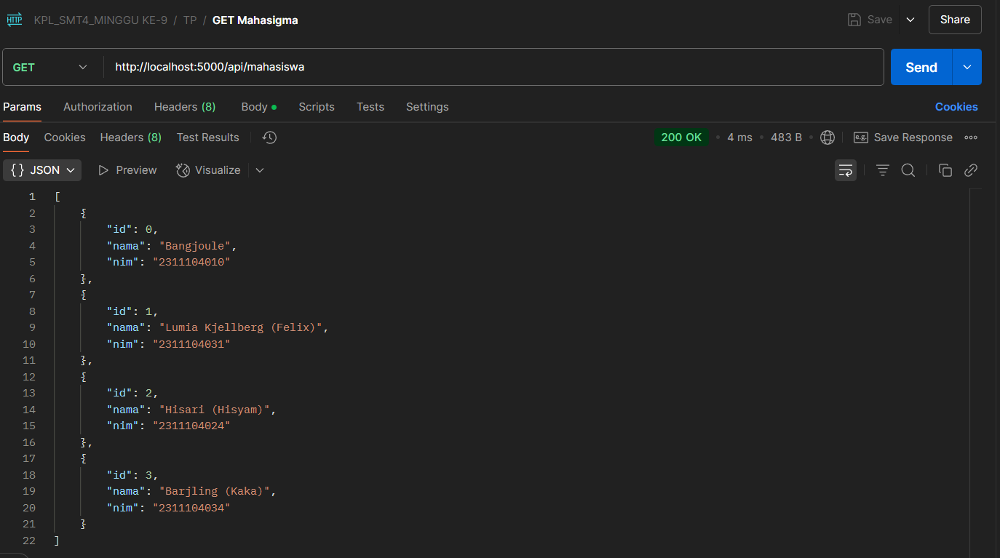 HTTP KPL_SMT4_MINGGU KE-9 / TP / GET Mahasigma Save Share
GET http://localhost:5000/api/mahasiswa Send
Params Authorization Headers (8) Body Scripts Tests Settings Cookies
Body Cookies Headers (8) Test Results 200 OK 4 ms 483 B e.g. Save Response
{} JSON Preview Visualize
1 [
2 {
3 "id": 0,
4 "nama": "Bangjoule",
5 "nim": "2311104010"
6 },
7 {
8 "id": 1,
9 "nama": "Lumia Kjellberg (Felix)",
10 "nim": "2311104031"
11 },
12 {
13 "id": 2,
14 "nama": "Hisari (Hisyam)",
15 "nim": "2311104024"
16 },
17 {
18 "id": 3,
19 "nama": "Barjling (Kaka)",
20 "nim": "2311104034"
21 }
22 ]